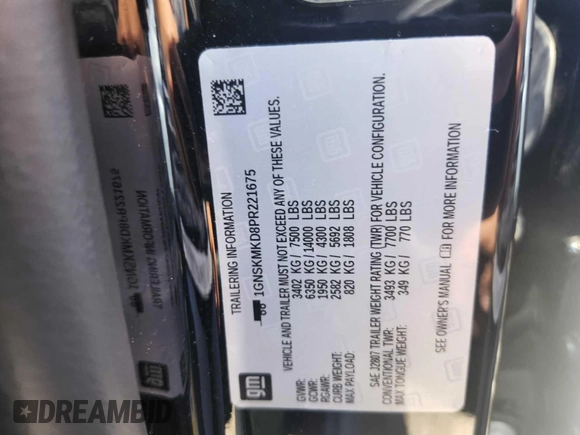 TRAILERING INFORMATION
1GNSKMKD8PR221675
VEHICLE AND TRAILER MUST NOT EXCEED ANY OF THESE VALUES.
GVWR: 3402 KG / 7500 LBS
GCWR: 6350 KG / 14000 LBS
RGAWR: 1950 KG / 4300 LBS
CURB WEIGHT: 2582 KG / 5692 LBS
MAX PAYLOAD: 820 KG / 1808 LBS
SAE J2807 TRAILER WEIGHT RATING (TWR) FOR VEHICLE CONFIGURATION.
CONVENTIONAL TWR: 3493 KG / 7700 LBS
MAX TONGUE WEIGHT: 349 KG / 770 LBS
SEE OWNER'S MANUAL FOR MORE INFORMATION
gm
TRAILERING INFORMATION
gm
DREAMBID